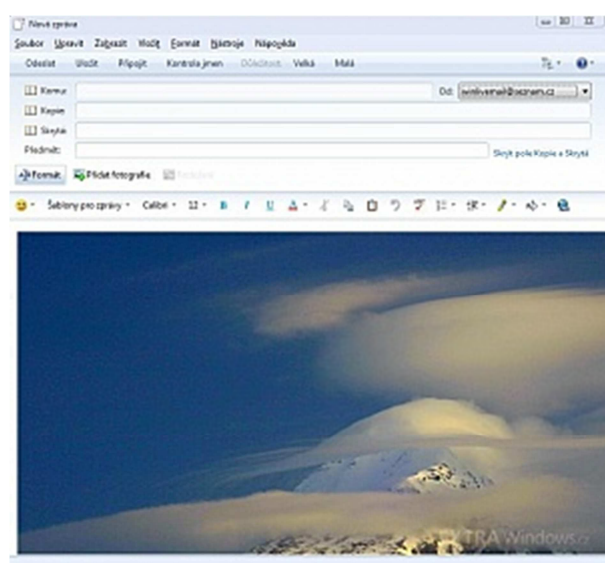 Nová zpráva
Soubor Upravit Zobrazit Vložit Formát Nástroje Nápověda
Odeslat Uložit Připojit Kontrola jmen Důležitost: Velká Malá
Komu: Od: winlivemail@seznam.cz
Kopie:
Skrytá:
Předmět: Skrýt pole Kopie a Skrytá
Formát Přidat fotografie
Šablony pro zprávy Calibri 12 B I U
XTRA Windows.cz